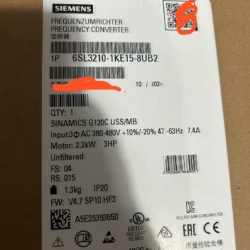 SIEMENS
FREQUENZUMRICHTER
FREQUENCY CONVERTER
变频器
1P 6SL3210-1KE15-8UB2
10 / 202
QTY: 1
SINAMICS G120C USS/MB
Input:3 AC 380-480V +10%/-20% 47-63Hz 7.4A
Motor: 2.2kW 3HP
Unfiltered
FS: 04
RS: 015
1.3kg IP20
FW: V4.7 SP10 HF3
A5E35393650